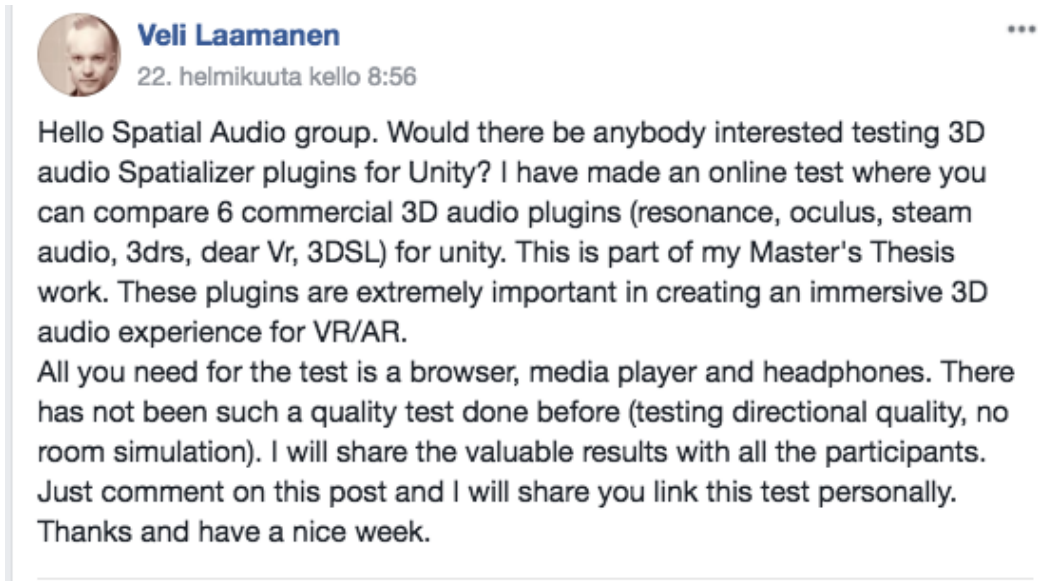 Veli Laamanen
22. helmikuuta kello 8:56
Hello Spatial Audio group. Would there be anybody interested testing 3D
audio Spatializer plugins for Unity? I have made an online test where you
can compare 6 commercial 3D audio plugins (resonance, oculus, steam
audio, 3drs, dear Vr, 3DSL) for unity. This is part of my Master's Thesis
work. These plugins are extremely important in creating an immersive 3D
audio experience for VR/AR.
All you need for the test is a browser, media player and headphones. There
has not been such a quality test done before (testing directional quality, no
room simulation). I will share the valuable results with all the participants.
Just comment on this post and I will share you link this test personally.
Thanks and have a nice week.